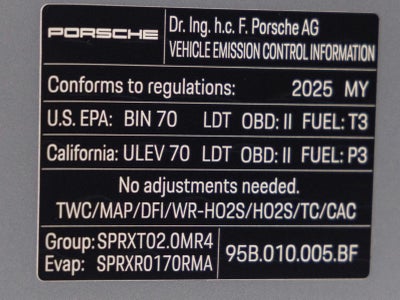 PORSCHE
Dr. Ing. h.c. F. Porsche AG
VEHICLE EMISSION CONTROL INFORMATION
Conforms to regulations: 2025 MY
U.S. EPA: BIN 70 LDT OBD: II FUEL: T3
California: ULEV 70 LDT OBD: II FUEL: P3
No adjustments needed.
TWC/MAP/DFI/WR-HO2S/HO2S/TC/CAC
Group: SPRXT02.0MR4
Evap: SPRXR0170RMA
95B.010.005.BF